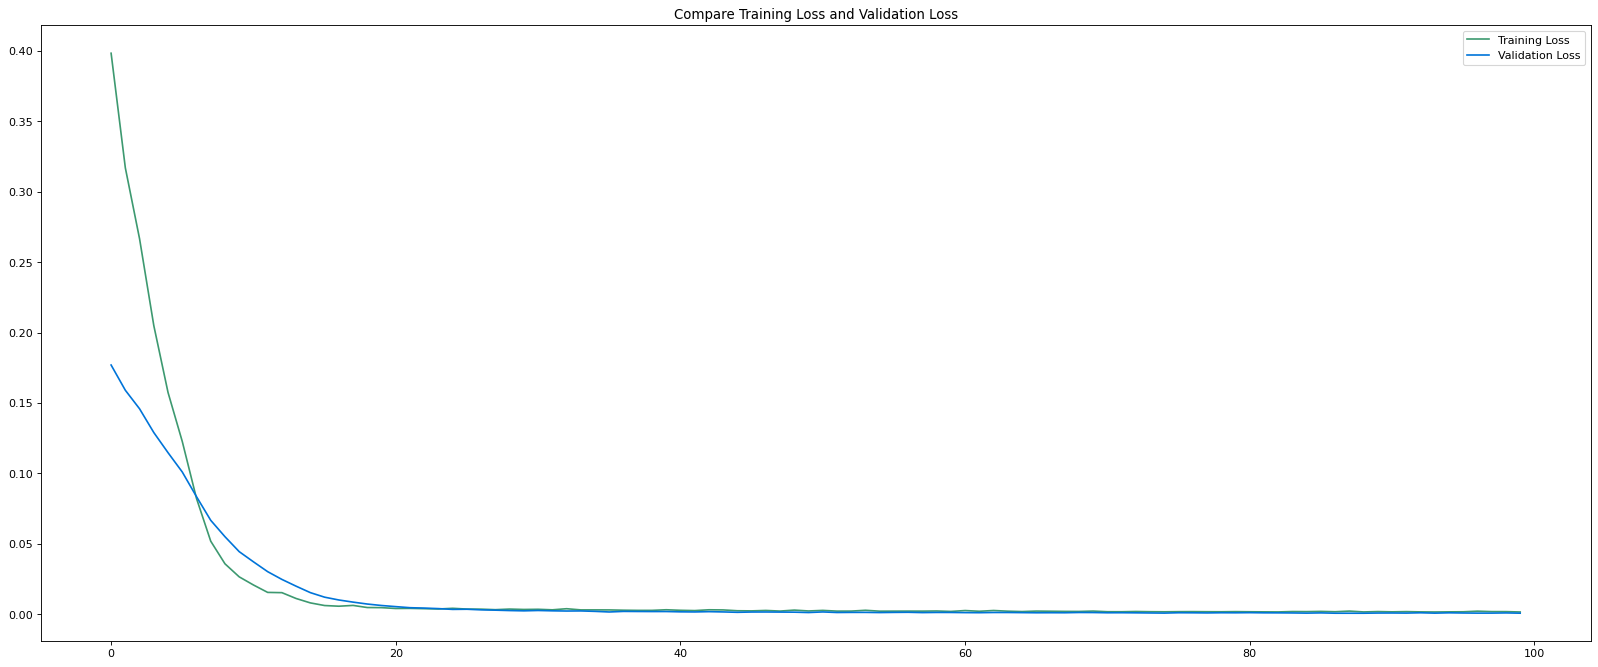 Compare Training Loss and Validation Loss
Training Loss
Validation Loss
0.40
0.35
0.30
0.25
0.20
0.15
0.10
0.05
0.00
0 20 40 60 80 100